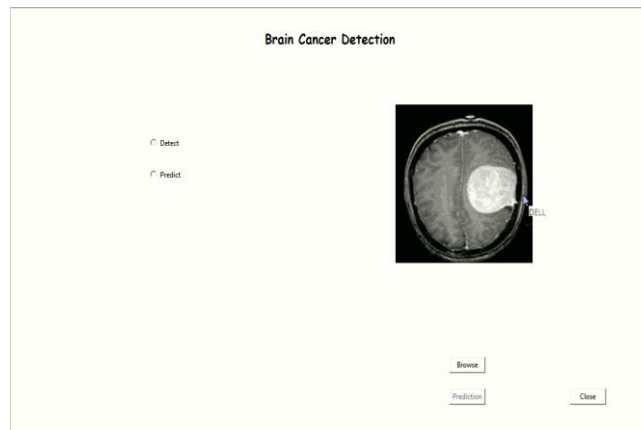 Brain Cancer Detection
Detect
Predict
DELL
Browse
Prediction
Close